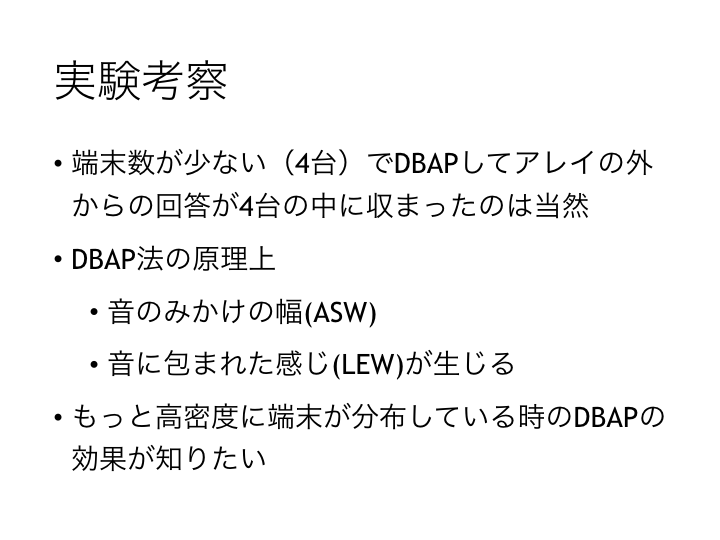 実験考察
• 端末数が少ない（4台）でDBAPしてアレイの外
からの回答が4台の中に収まったのは当然
• DBAP法の原理上
• 音のみかけの幅(ASW)
• 音に包まれた感じ(LEW)が生じる
• もっと高密度に端末が分布している時のDBAPの
効果が知りたい